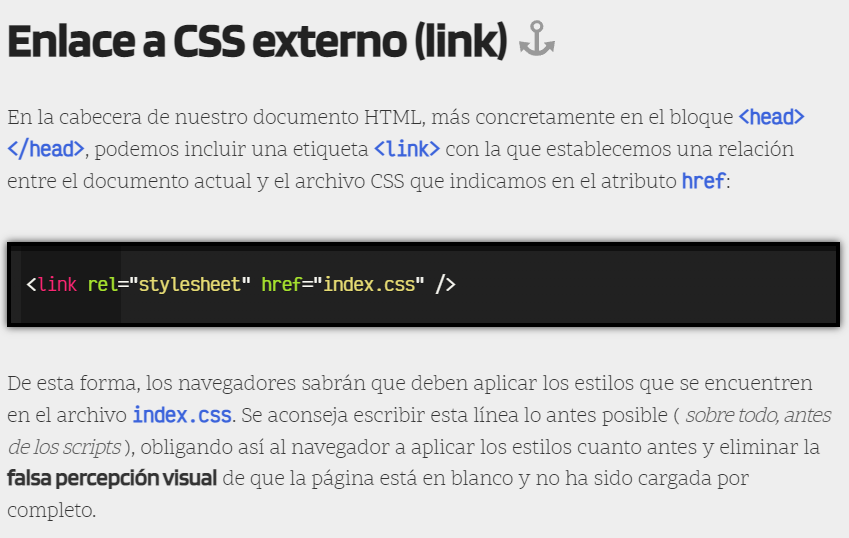 Enlace a CSS externo (link)
En la cabecera de nuestro documento HTML, más concretamente en el bloque <head>
</head>, podemos incluir una etiqueta <link> con la que establecemos una relación
entre el documento actual y el archivo CSS que indicamos en el atributo href:
<link rel="stylesheet" href="index.css" />
De esta forma, los navegadores sabrán que deben aplicar los estilos que se encuentren
en el archivo index.css. Se aconseja escribir esta línea lo antes posible ( sobre todo, antes
de los scripts ), obligando así al navegador a aplicar los estilos cuanto antes y eliminar la
falsa percepción visual de que la página está en blanco y no ha sido cargada por
completo.